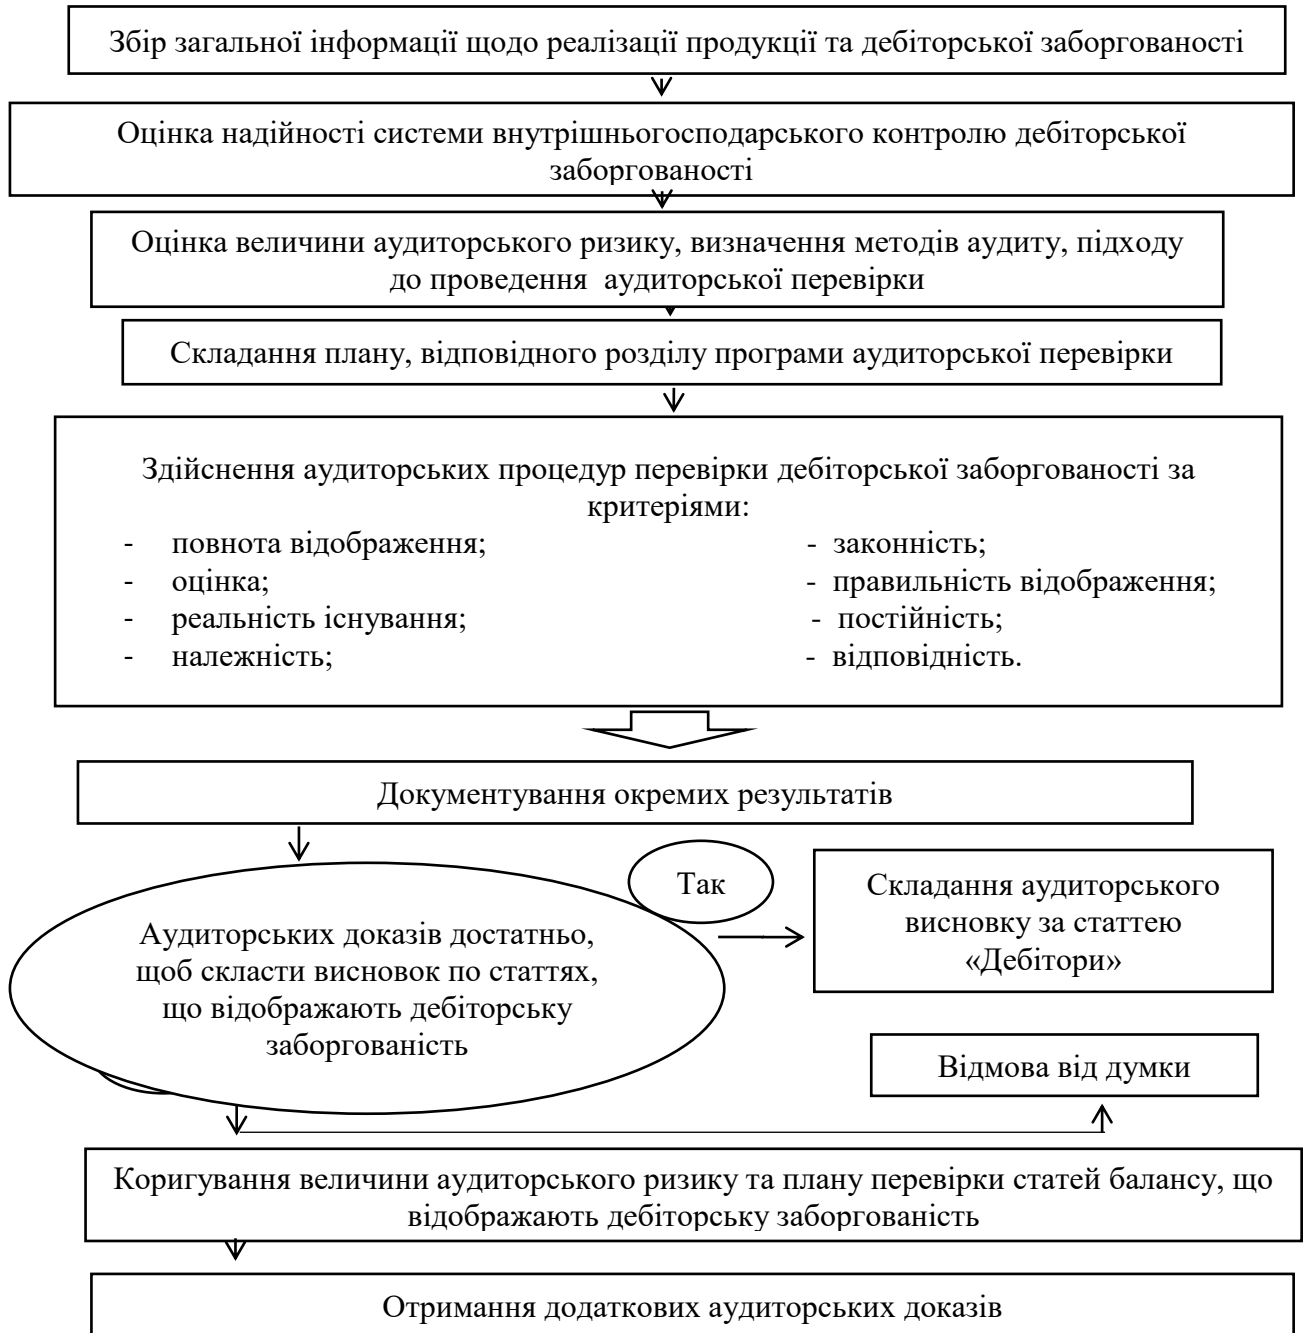 Збір загальної інформації щодо реалізації продукції та дебіторської заборгованості
Оцінка надійності системи внутрішньогосподарського контролю дебіторської
заборгованості
Оцінка величини аудиторського ризику, визначення методів аудиту, підходу
до проведення аудиторської перевірки
Складання плану, відповідного розділу програми аудиторської перевірки
Здійснення аудиторських процедур перевірки дебіторської заборгованості за
критеріями:
- повнота відображення;
- оцінка;
- реальність існування;
- належність;
- законність;
- правильність відображення;
- постійність;
- відповідність.
Документування окремих результатів
Аудиторських доказів достатньо,
щоб скласти висновок по статтях,
що відображають дебіторську
заборгованість
Так
Складання аудиторського
висновку за статтею
«Дебітори»
Відмова від думки
Коригування величини аудиторського ризику та плану перевірки статей балансу, що
відображають дебіторську заборгованість
Отримання додаткових аудиторських доказів